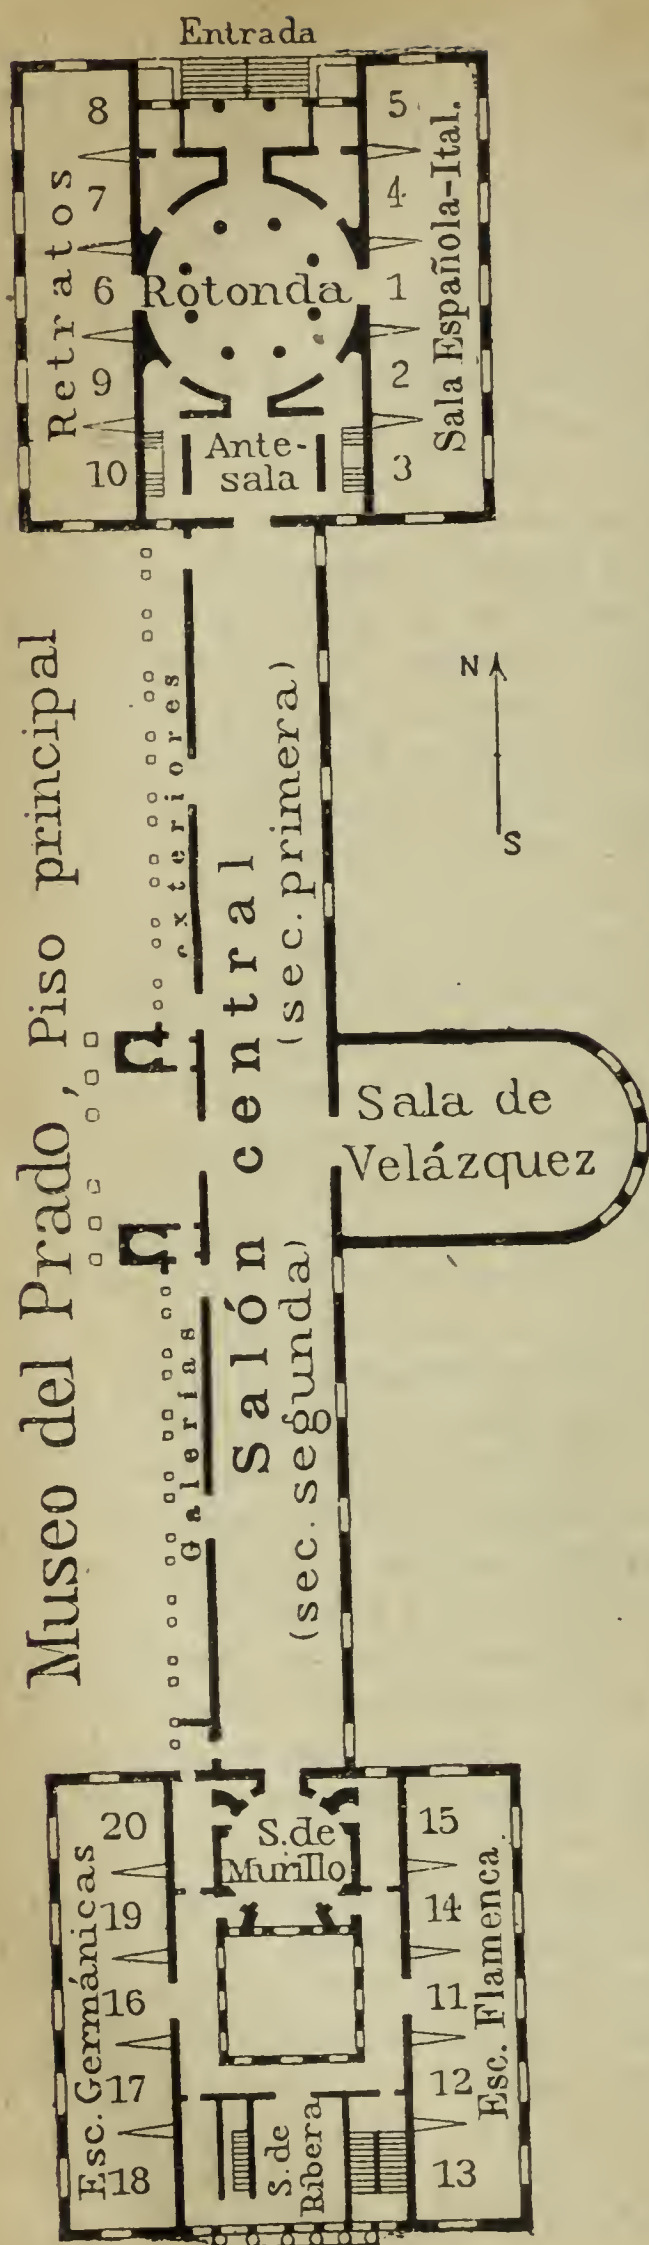 Entrada
8
7
6
9
10
Retratos
Rotonda
5
4
1
2
3
Sala Española-Ital.
Ante-
sala
N
S
Museo del Prado, Piso principal
Galerías exteriores
Salón central
(sec. primera)
(sec. segunda)
Sala de
Velázquez
20
19
16
17
18
Esc. Germánicas
S. de
Murillo
15
14
11
12
13
Esc. Flamenca
S. de
Ribera